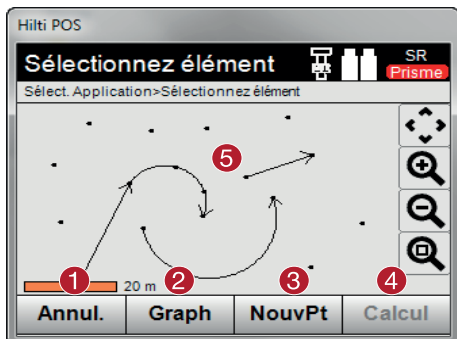 Hilti POS
Sélectionnez élément
SR
Prisme
Sélect. Application>Sélectionnez élément
5
1 2 3 4
20 m
Annul. Graph NouvPt Calcul